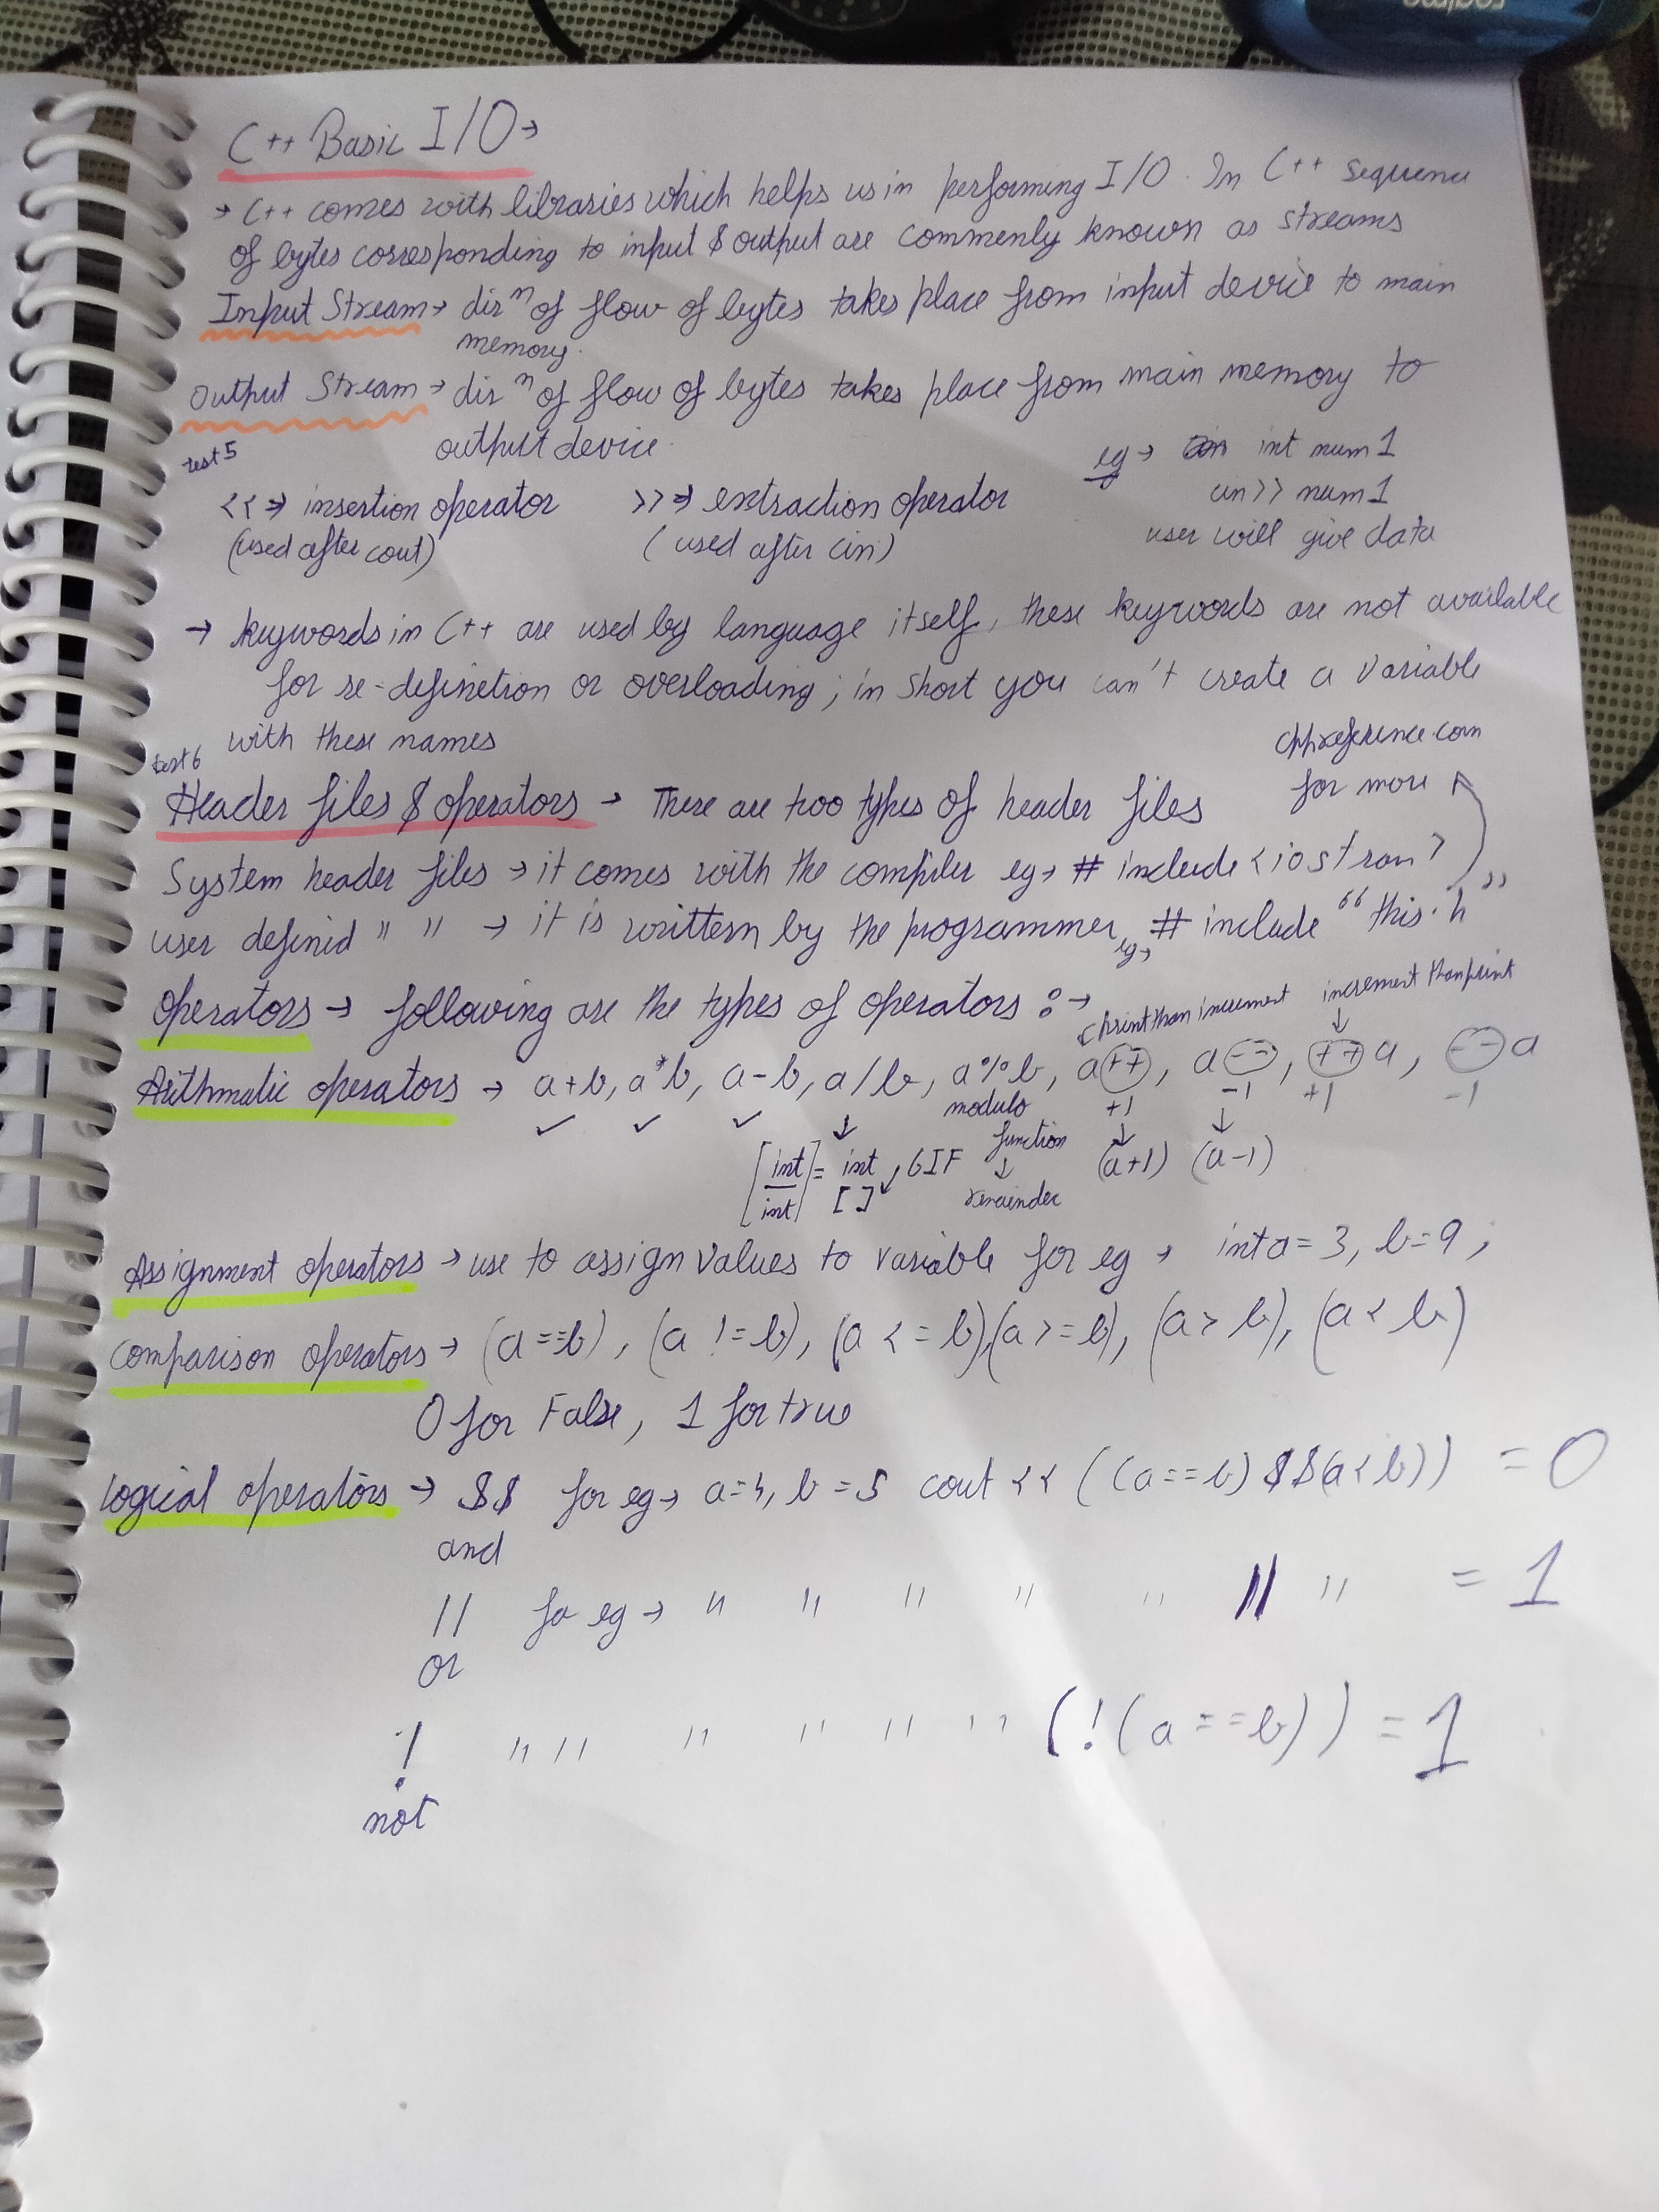 realme
C++ Basic I/O →
→ C++ comes with libraries which helps us in performing I/O. In C++ sequence
of bytes corresponding to input $ output are commenly known as streams
Input Stream → dirⁿ of flow of bytes takes place from input device to main
memory.
Output Stream → dirⁿ of flow of bytes takes place from main memory to
output device.
test 5
eg → int num1
<< → insertion operator >> → extraction operator cin >> num1
(used after cout) (used after cin) user will give data
→ keywords in C++ are used by language itself, these keywords are not available
for re-definetion or overloading; in short you can't create a variable
with these names
cppreference.com
for more
test 6
Header files $ operators → There are two types of header files
System header files → it comes with the compiler eg → # include <iostram>
user defined " " → it is writtern by the programmer, eg → # include "this.h"
operators → following are the types of operators :→
print than increment increment than print
Arithmatic operators → a+b, a*b, a-b, a/b, a%b, a++, a--, ++a, --a
modulo +1 -1 +1 -1
function
[int/int] = int , GIF (a+1) (a-1)
[ ] remainder
Assignment operators → use to assign values to variable for eg → int a = 3, b = 9 ;
comparison operators → (a==b), (a != b), (a <= b),(a >= b), (a > b), (a < b)
0 for False, 1 for true
logical operators → $$ for eg → a=4, b=5 cout << ((a==b) $$(a<b)) = 0
and
|| for eg → " " " " " || " = 1
or
! " " " " " " (!(a==b)) = 1
not